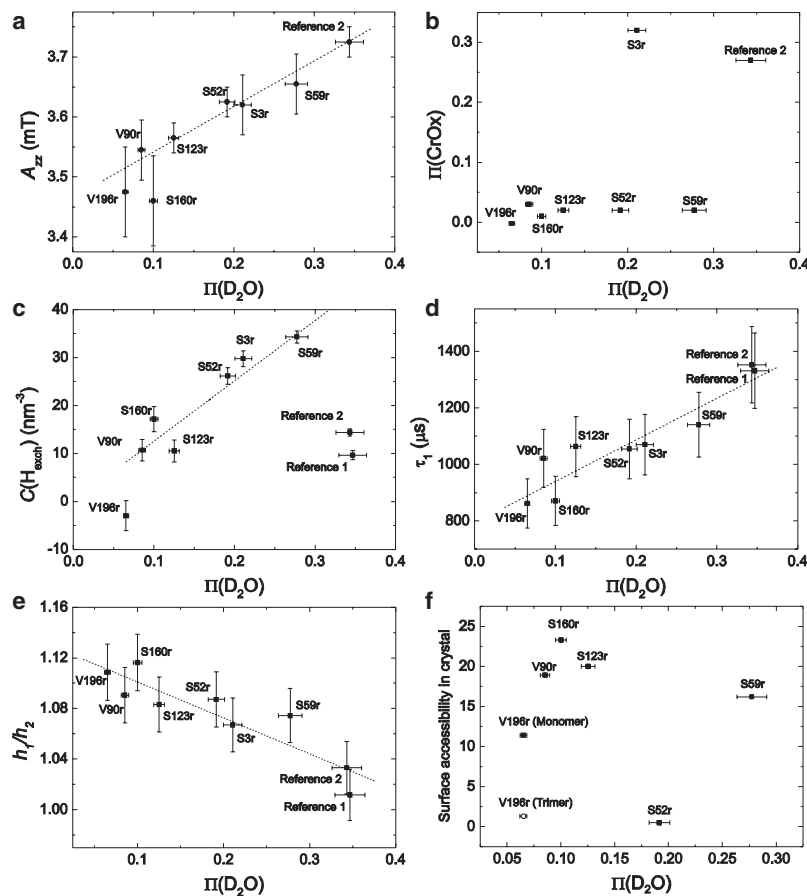 a
Reference 2
S52r
S3r
S59r
V90r
S123r
V196r
S160r
A_zz (mT)
3.7
3.6
3.5
3.4
0.0 0.1 0.2 0.3 0.4
Π(D₂O)
b
S3r
Reference 2
V90r
S123r
S52r
S59r
V196r
S160r
Π(CrOx)
0.3
0.2
0.1
0.0
0.1 0.2 0.3 0.4
Π(D₂O)
c
S3r
S52r
S59r
S160r
V90r
S123r
Reference 2
Reference 1
V196r
C(H_exch) (nm⁻³)
40
30
20
10
0
-10
0.0 0.1 0.2 0.3 0.4
Π(D₂O)
d
Reference 2
Reference 1
S59r
V90r
S123r
S52r
S3r
V196r
S160r
τ₁ (µs)
1400
1200
1000
800
0.0 0.1 0.2 0.3 0.4
Π(D₂O)
e
S160r
V196r
S52r
S59r
V90r
S123r
S3r
Reference 2
Reference 1
h₁/h₂
1.16
1.12
1.08
1.04
1.00
0.1 0.2 0.3 0.4
Π(D₂O)
f
S160r
V90r
S123r
S59r
V196r (Monomer)
V196r (Trimer)
S52r
Surface accessibility in crystal
25
20
15
10
5
0
0.05 0.10 0.15 0.20 0.25 0.30
Π(D₂O)